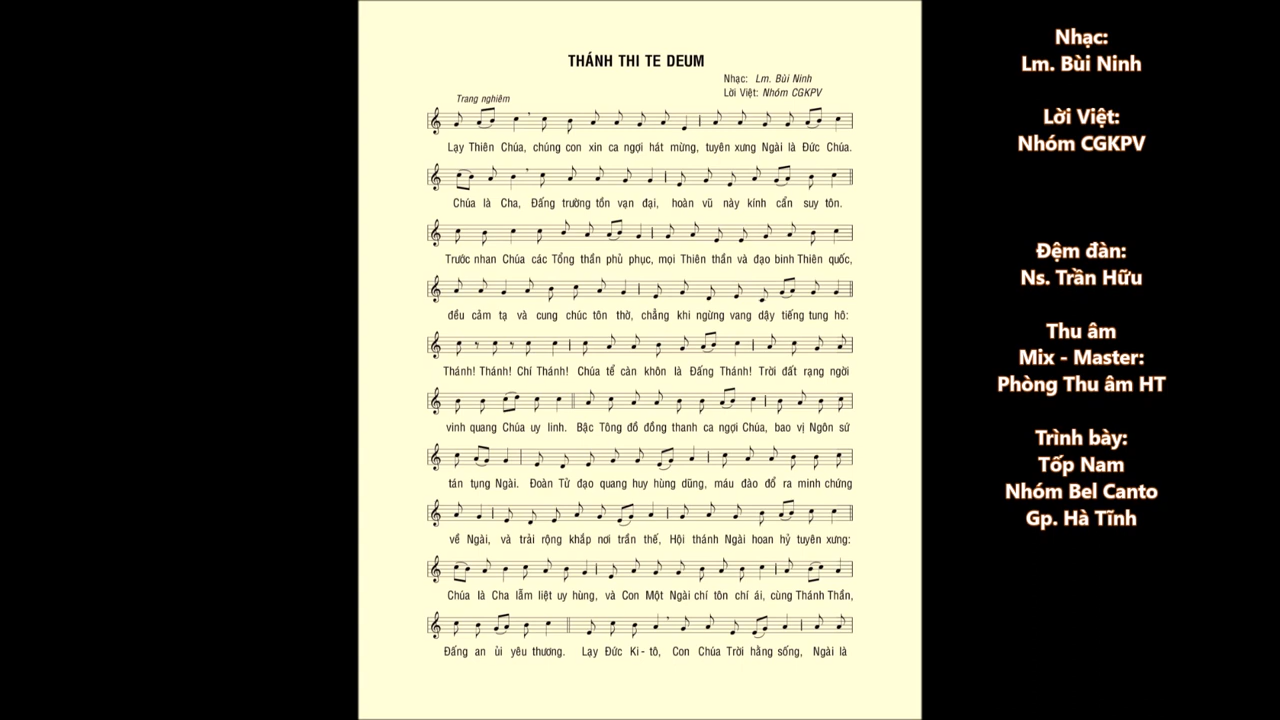 THÁNH THI TE DEUM
Nhạc: Lm. Bùi Ninh
Lời Việt: Nhóm CGKPV
Trang nghiêm
Lạy Thiên Chúa, chúng con xin ca ngợi hát mừng, tuyên xưng Ngài là Đức Chúa.
Chúa là Cha, Đấng trường tồn vạn đại, hoàn vũ này kính cẩn suy tôn.
Trước nhan Chúa các Tổng thần phủ phục, mọi Thiên thần và đạo binh Thiên quốc,
đều cảm tạ và cung chúc tôn thờ, chẳng khi ngừng vang dậy tiếng tung hô:
Thánh! Thánh! Chí Thánh! Chúa tể càn khôn là Đấng Thánh! Trời đất rạng ngời
vinh quang Chúa uy linh. Bậc Tông đồ đồng thanh ca ngợi Chúa, bao vị Ngôn sứ
tán tụng Ngài. Đoàn Tử đạo quang huy hùng dũng, máu đào đổ ra minh chứng
về Ngài, và trải rộng khắp nơi trần thế, Hội thánh Ngài hoan hỷ tuyên xưng:
Chúa là Cha lẫm liệt uy hùng, và Con Một Ngài chí tôn chí ái, cùng Thánh Thần,
Đấng an ủi yêu thương. Lạy Đức Ki - tô, Con Chúa Trời hằng sống, Ngài là
Nhạc:
Lm. Bùi Ninh
Lời Việt:
Nhóm CGKPV
Đệm đàn:
Ns. Trần Hữu
Thu âm
Mix - Master:
Phòng Thu âm HT
Trình bày:
Tốp Nam
Nhóm Bel Canto
Gp. Hà Tĩnh